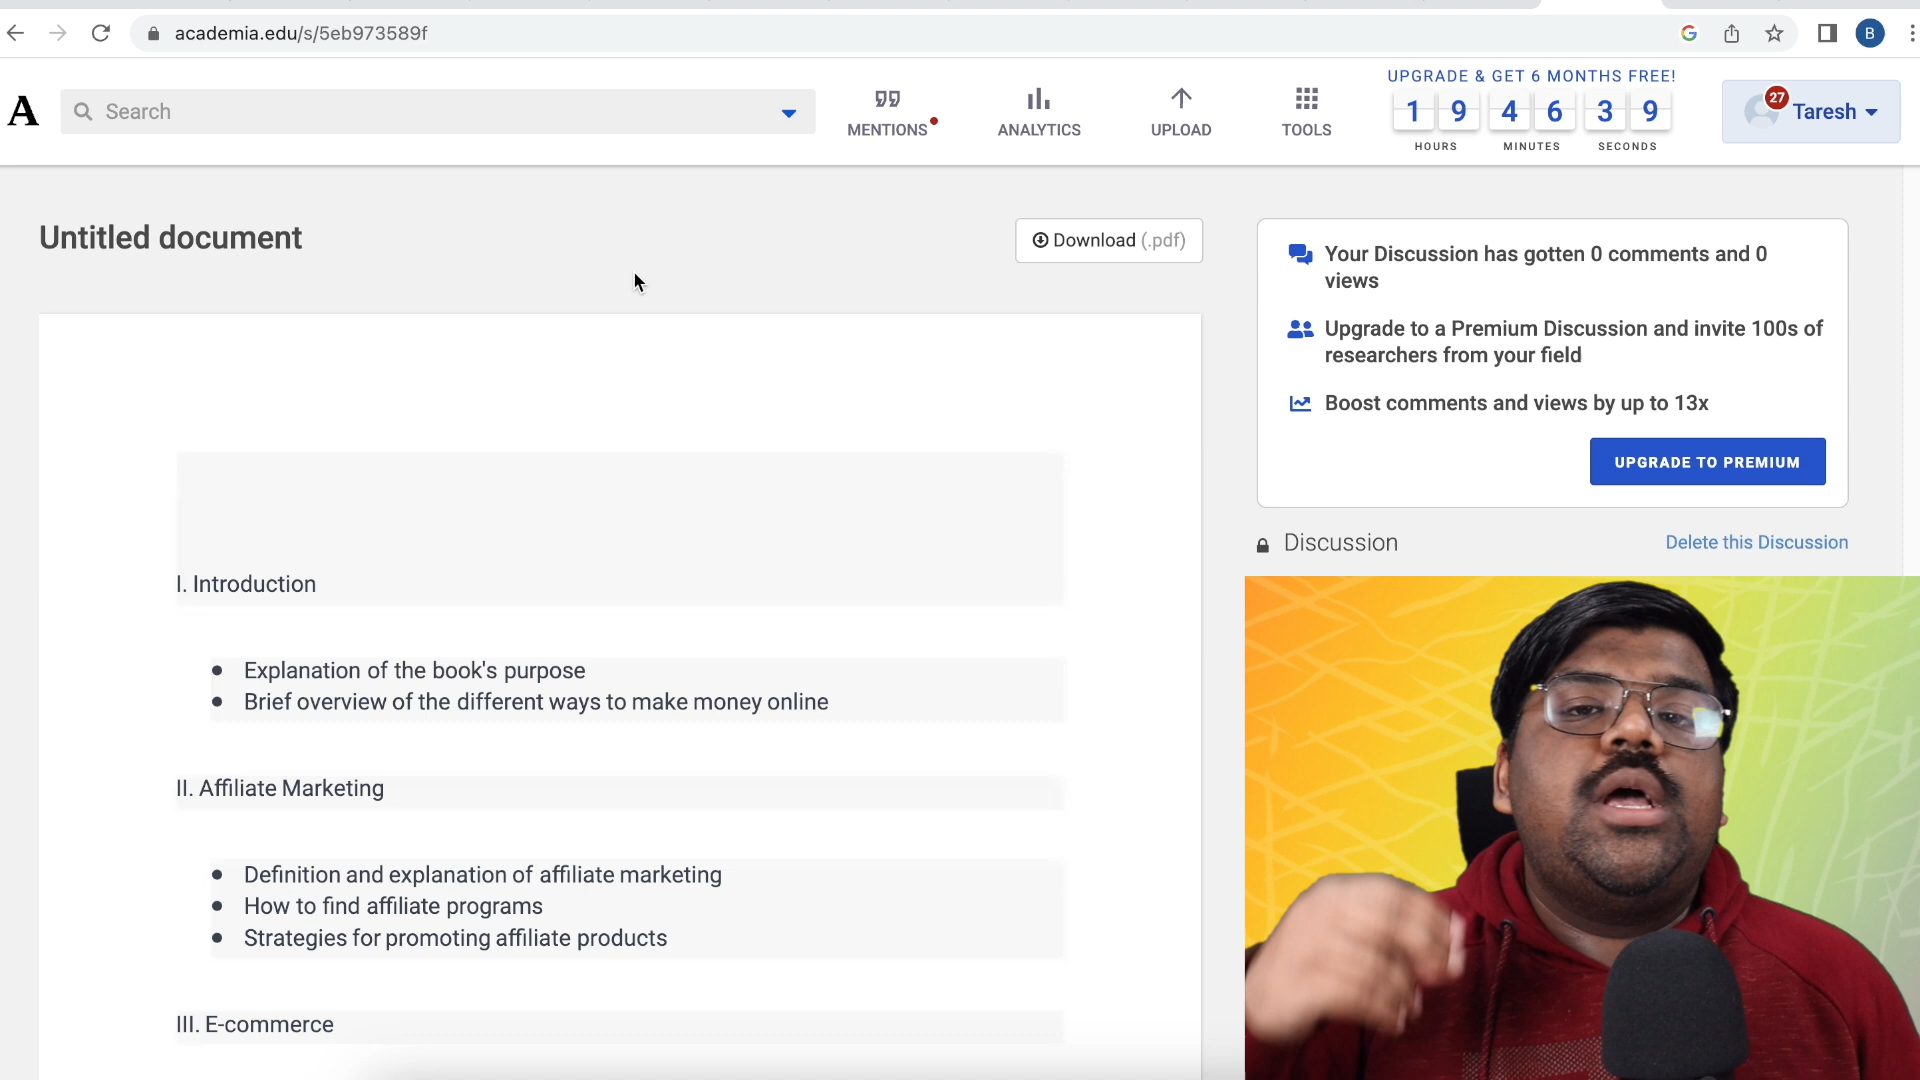 academia.edu/s/5eb973589f
B
UPGRADE & GET 6 MONTHS FREE!
A
Search
MENTIONS
ANALYTICS
UPLOAD
TOOLS
1 9 4 6 3 9
HOURS MINUTES SECONDS
27
Taresh
Untitled document
Download (.pdf)
I. Introduction
Explanation of the book's purpose
Brief overview of the different ways to make money online
II. Affiliate Marketing
Definition and explanation of affiliate marketing
How to find affiliate programs
Strategies for promoting affiliate products
III. E-commerce
Your Discussion has gotten 0 comments and 0
views
Upgrade to a Premium Discussion and invite 100s of
researchers from your field
Boost comments and views by up to 13x
UPGRADE TO PREMIUM
Discussion
Delete this Discussion